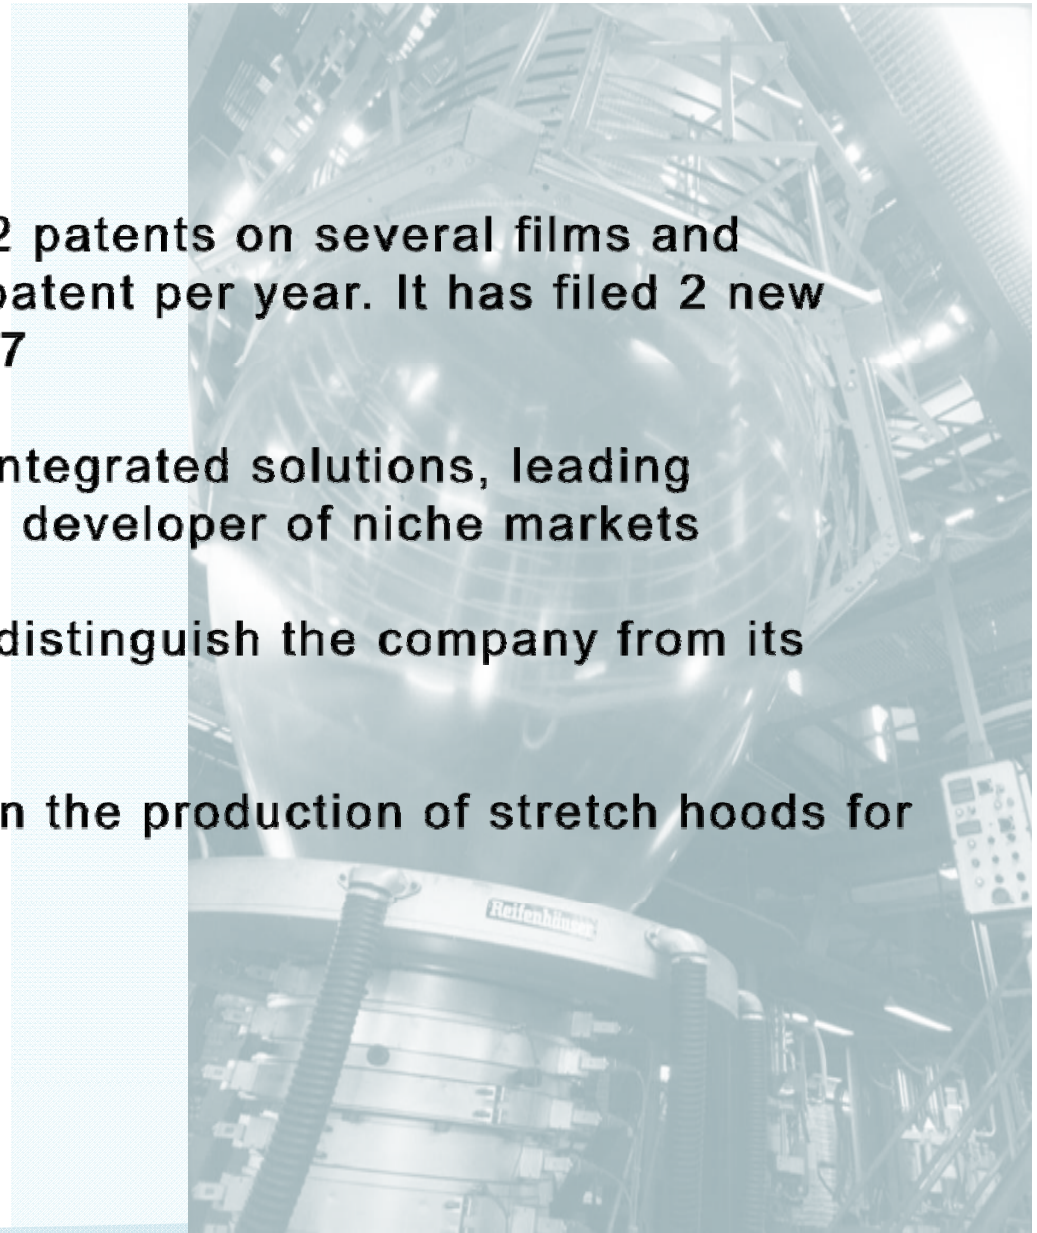 2 patents on several films and
patent per year. It has filed 2 new
7
ntegrated solutions, leading
developer of niche markets
distinguish the company from its
n the production of stretch hoods for
Reifenhäuser